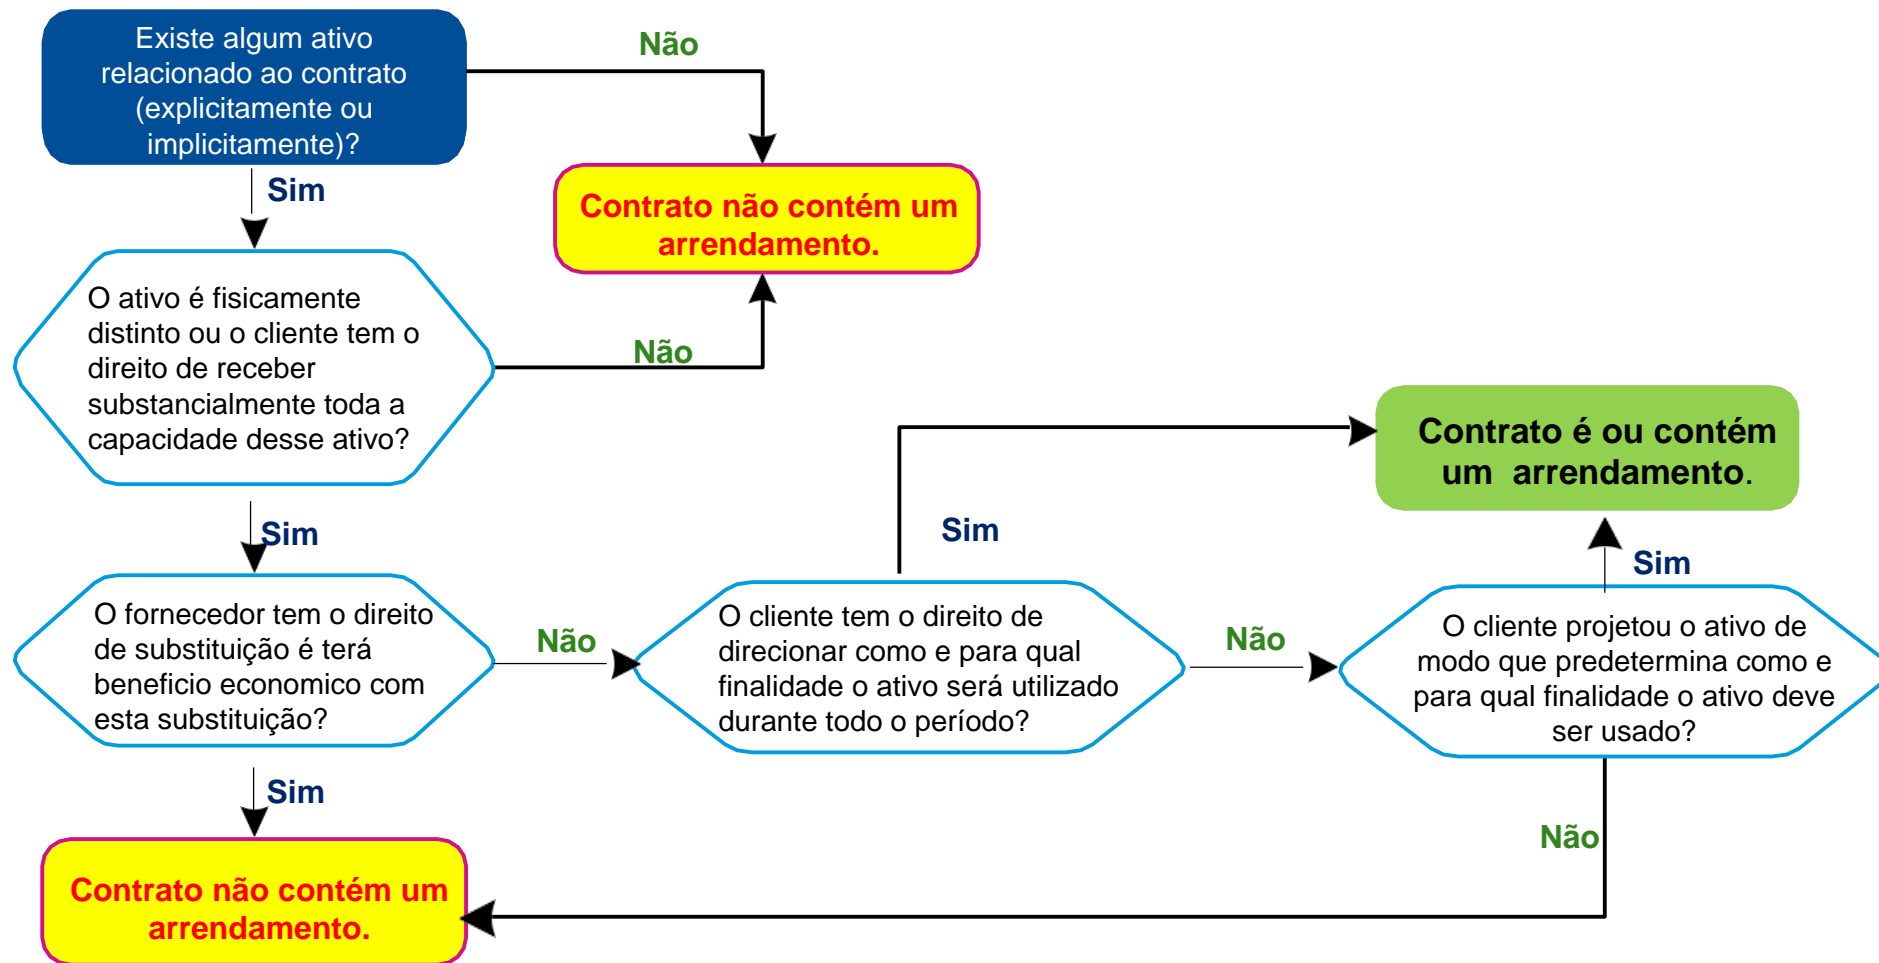 Existe algum ativo
relacionado ao contrato
(explicitamente ou
implicitamente)?
Não
Sim
Contrato não contém um
arrendamento.
O ativo é fisicamente
distinto ou o cliente tem o
direito de receber
substancialmente toda a
capacidade desse ativo?
Não
Sim
Contrato é ou contém
um arrendamento.
Sim
Sim
O fornecedor tem o direito
de substituição é terá
beneficio economico com
esta substituição?
Não
O cliente tem o direito de
direcionar como e para qual
finalidade o ativo será utilizado
durante todo o período?
Não
O cliente projetou o ativo de
modo que predetermina como e
para qual finalidade o ativo deve
ser usado?
Sim
Não
Contrato não contém um
arrendamento.